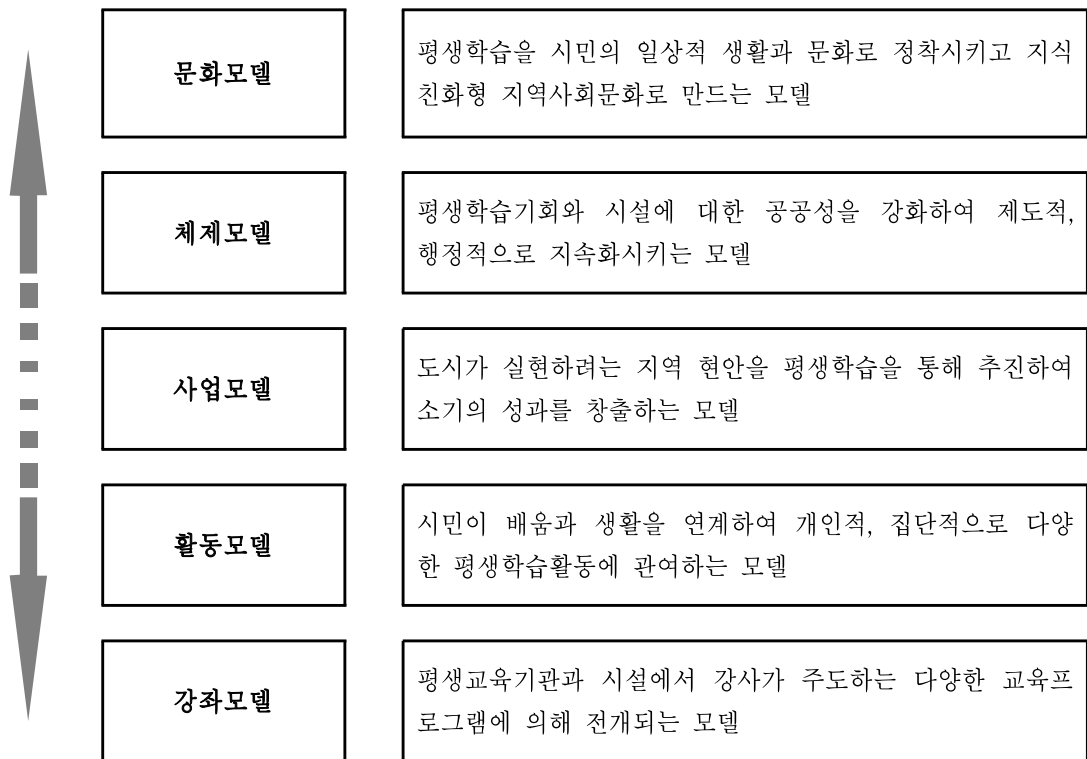 문화모델
평생학습을 시민의 일상적 생활과 문화로 정착시키고 지식
친화형 지역사회문화로 만드는 모델
체제모델
평생학습기회와 시설에 대한 공공성을 강화하여 제도적,
행정적으로 지속화시키는 모델
사업모델
도시가 실현하려는 지역 현안을 평생학습을 통해 추진하여
소기의 성과를 창출하는 모델
활동모델
시민이 배움과 생활을 연계하여 개인적, 집단적으로 다양
한 평생학습활동에 관여하는 모델
강좌모델
평생교육기관과 시설에서 강사가 주도하는 다양한 교육프
로그램에 의해 전개되는 모델